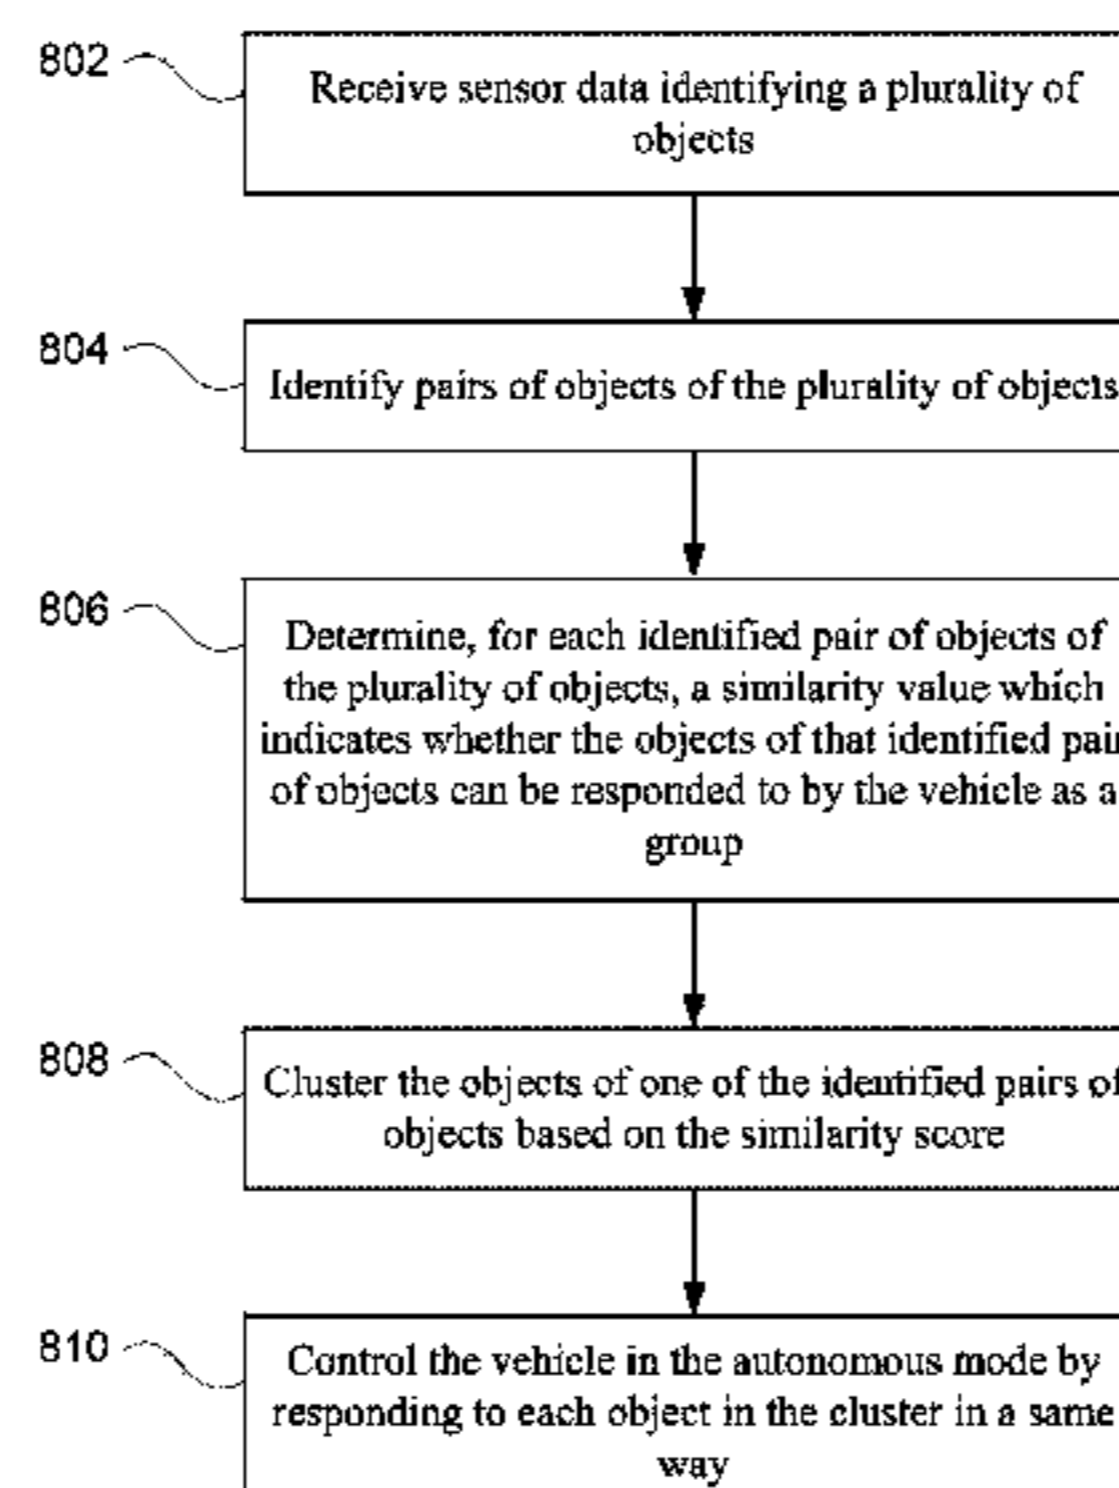 802
Receive sensor data identifying a plurality of
objects
804
Identify pairs of objects of the plurality of objects
806
Determine, for each identified pair of objects of
the plurality of objects, a similarity value which
indicates whether the objects of that identified pair
of objects can be responded to by the vehicle as a
group
808
Cluster the objects of one of the identified pairs of
objects based on the similarity score
810
Control the vehicle in the autonomous mode by
responding to each object in the cluster in a same
way